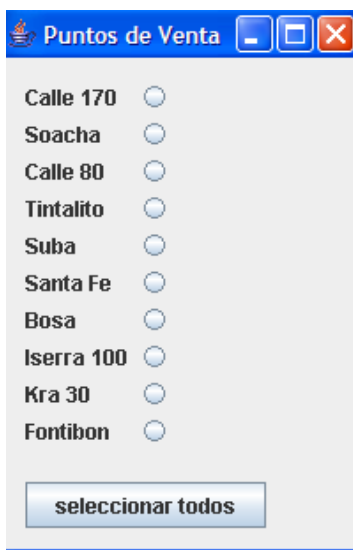 Puntos de Venta
Calle 170
Soacha
Calle 80
Tintalito
Suba
Santa Fe
Bosa
Iserra 100
Kra 30
Fontibon
seleccionar todos